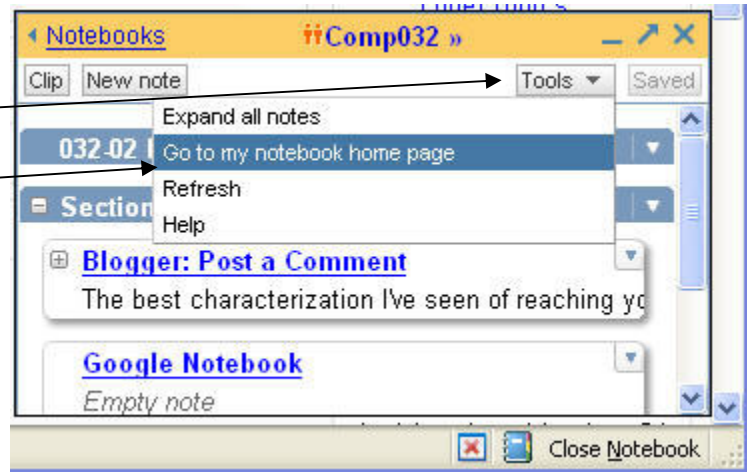 Notebooks Comp032 »
Clip New note Tools Saved
Expand all notes
032-02
Go to my notebook home page
Refresh
Section
Help
Blogger: Post a Comment
The best characterization I've seen of reaching
Google Notebook
Empty note
Close Notebook